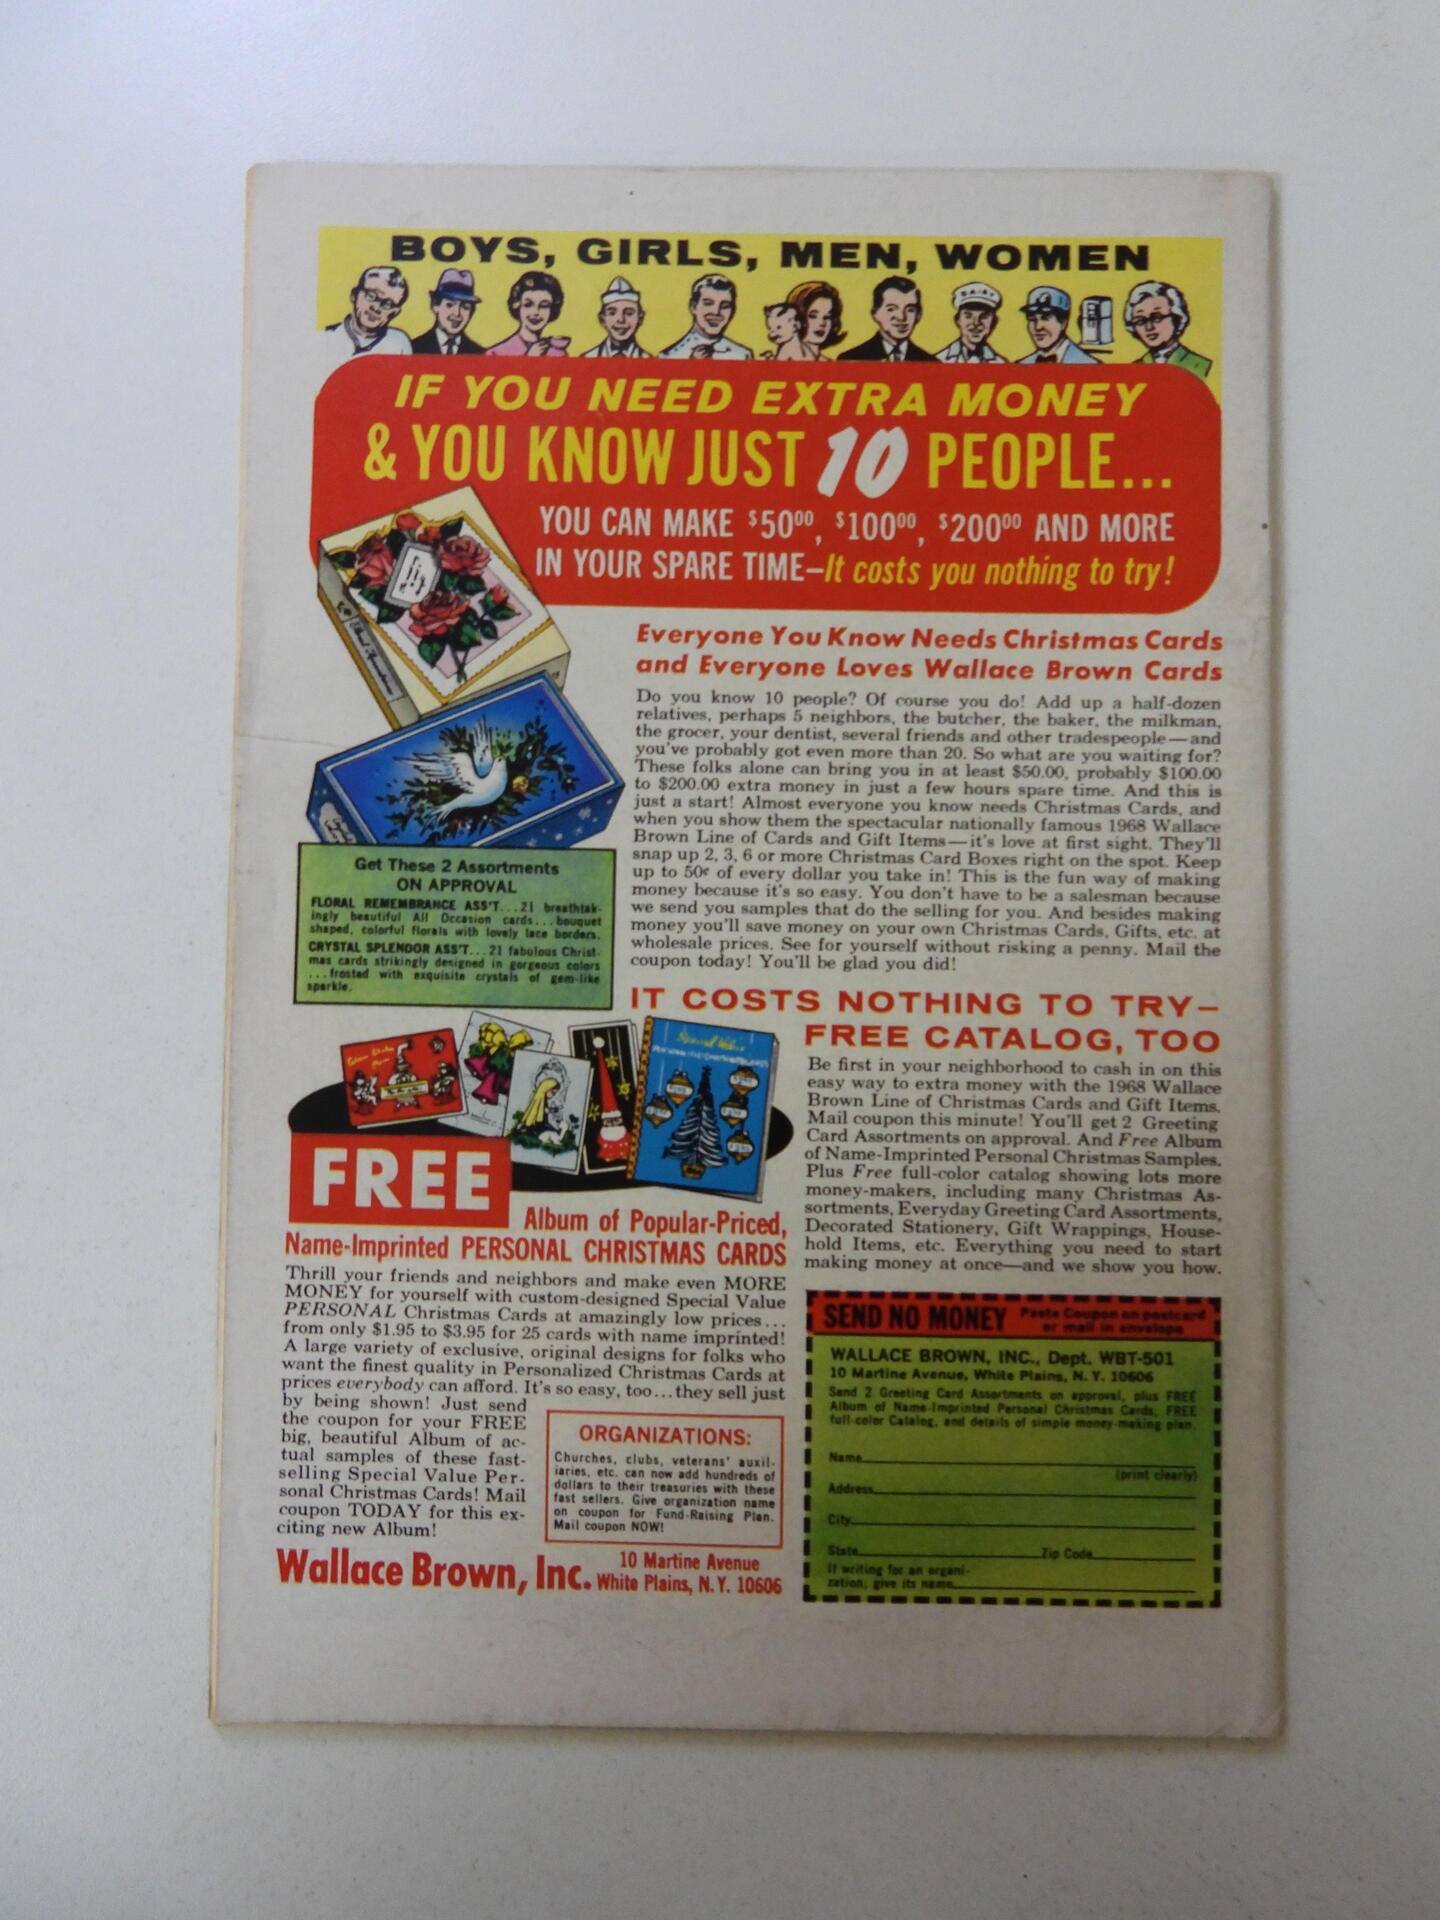 BOYS, GIRLS, MEN, WOMEN
DAIRY
IF YOU NEED EXTRA MONEY
& YOU KNOW JUST 10 PEOPLE...
YOU CAN MAKE $5000, $10000, $20000 AND MORE
IN YOUR SPARE TIME—It costs you nothing to try!
Everyone You Know Needs Christmas Cards
and Everyone Loves Wallace Brown Cards
Do you know 10 people? Of course you do! Add up a half-dozen
relatives, perhaps 5 neighbors, the butcher, the baker, the milkman,
the grocer, your dentist, several friends and other tradespeople—and
you've probably got even more than 20. So what are you waiting for?
These folks alone can bring you in at least $50.00, probably $100.00
to $200.00 extra money in just a few hours spare time. And this is
just a start! Almost everyone you know needs Christmas Cards, and
when you show them the spectacular nationally famous 1968 Wallace
Brown Line of Cards and Gift Items—it's love at first sight. They'll
snap up 2, 3, 6 or more Christmas Card Boxes right on the spot. Keep
up to 50¢ of every dollar you take in! This is the fun way of making
money because it's so easy. You don't have to be a salesman because
we send you samples that do the selling for you. And besides making
money you'll save money on your own Christmas Cards, Gifts, etc. at
wholesale prices. See for yourself without risking a penny. Mail the
coupon today! You'll be glad you did!
Get These 2 Assortments
ON APPROVAL
FLORAL REMEMBRANCE ASS'T...21 breathtak-
ingly beautiful All Occasion cards...bouquet
shaped, colorful florals with lovely lace borders.
CRYSTAL SPLENDOR ASS'T...21 fabulous Christ-
mas cards strikingly designed in gorgeous colors
...frosted with exquisite crystals of gem-like
sparkle.
IT COSTS NOTHING TO TRY—
FREE CATALOG, TOO
Be first in your neighborhood to cash in on this
easy way to extra money with the 1968 Wallace
Brown Line of Christmas Cards and Gift Items.
Mail coupon this minute! You'll get 2 Greeting
Card Assortments on approval. And Free Album
of Name-Imprinted Personal Christmas Samples.
Plus Free full-color catalog showing lots more
money-makers, including many Christmas As-
sortments, Everyday Greeting Card Assortments,
Decorated Stationery, Gift Wrappings, House-
hold Items, etc. Everything you need to start
making money at once—and we show you how.
Special Value
FREE
Album of Popular-Priced,
Name-Imprinted PERSONAL CHRISTMAS CARDS
Thrill your friends and neighbors and make even MORE
MONEY for yourself with custom-designed Special Value
PERSONAL Christmas Cards at amazingly low prices...
from only $1.95 to $3.95 for 25 cards with name imprinted!
A large variety of exclusive, original designs for folks who
want the finest quality in Personalized Christmas Cards at
prices everybody can afford. It's so easy, too...they sell just
by being shown! Just send
the coupon for your FREE
big, beautiful Album of ac-
tual samples of these fast-
selling Special Value Per-
sonal Christmas Cards! Mail
coupon TODAY for this ex-
citing new Album!
ORGANIZATIONS:
Churches, clubs, veterans' auxil-
iaries, etc. can now add hundreds of
dollars to their treasuries with these
fast sellers. Give organization name
on coupon for Fund-Raising Plan.
Mail coupon NOW!
Wallace Brown, Inc. 10 Martine Avenue
White Plains, N.Y. 10606
SEND NO MONEY Paste Coupon on postcard
or mail in envelope
WALLACE BROWN, INC., Dept. WBT-501
10 Martine Avenue, White Plains, N.Y. 10606
Send 2 Greeting Card Assortments on approval, plus FREE
Album of Name-Imprinted Personal Christmas Cards, FREE
full-color Catalog, and details of simple money-making plan.
Name
(print clearly)
Address
City
State Zip Code
If writing for an organi-
zation, give its name